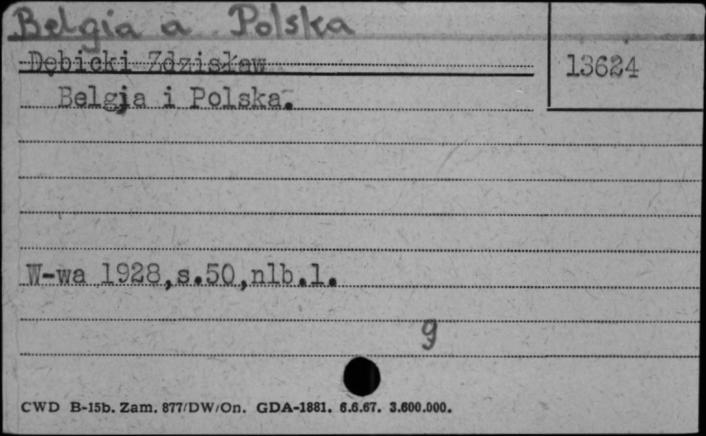 Belgia a Polska
Dębicki Zdzisław
13624
Belgja i Polska.
W-wa 1928,s.50,nlb.1.
g
CWD B-15b. Zam. 877/DW/On. GDA-1881. 6.6.67. 3.600.000.